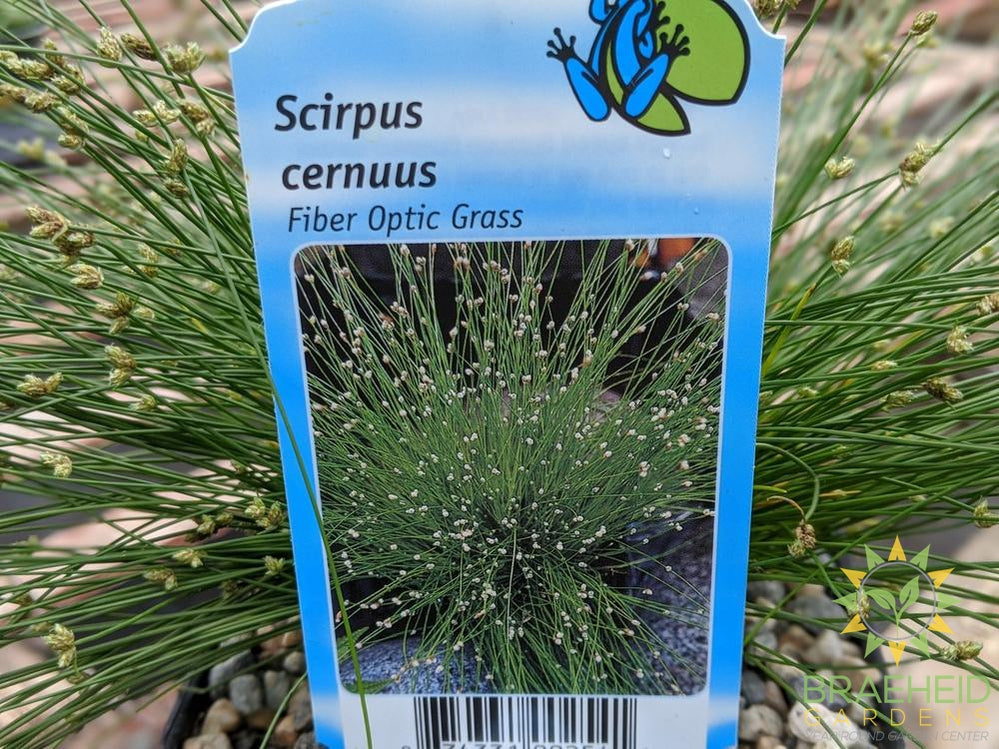 Scirpus
cernuus
Fiber Optic Grass
BRAEHEID
GARDENS
YEAR ROUND GARDEN CENTER